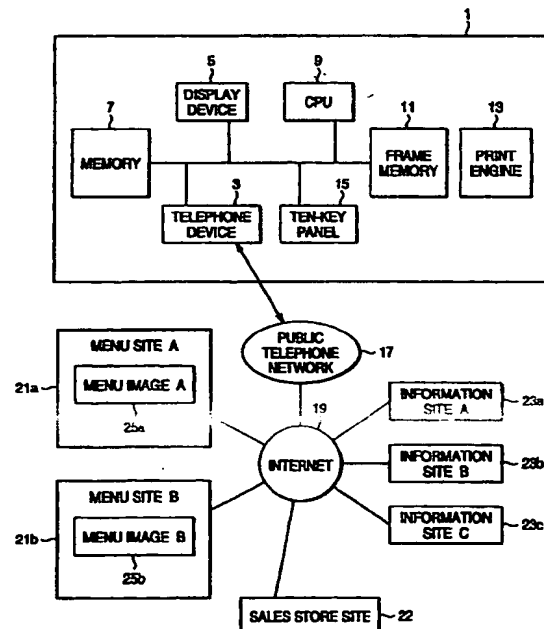 1
5
DISPLAY
DEVICE
9
CPU
7
MEMORY
11
FRAME
MEMORY
13
PRINT
ENGINE
3
TELEPHONE
DEVICE
15
TEN-KEY
PANEL
PUBLIC
TELEPHONE
NETWORK
17
MENU SITE A
MENU IMAGE A
21a
25a
19
INTERNET
INFORMATION
SITE A
23a
INFORMATION
SITE B
23b
INFORMATION
SITE C
23c
MENU SITE B
MENU IMAGE B
21b
25b
SALES STORE SITE
22